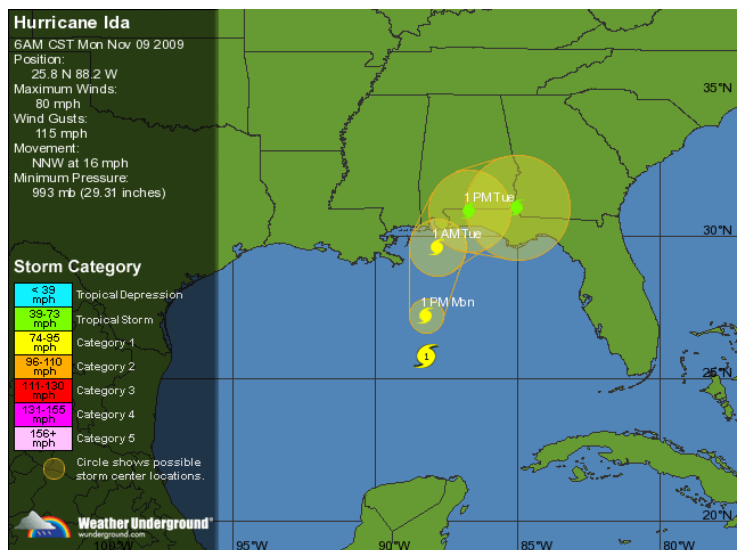 Hurricane Ida
6AM CST Mon Nov 09 2009
Position:
25.8 N 88.2 W
Maximum Winds:
80 mph
Wind Gusts:
115 mph
Movement:
NNW at 16 mph
Minimum Pressure:
993 mb (29.31 inches)
35°N
1 PM Tue
30°N
1 AM Tue
Storm Category
< 39
mph
Tropical Depression
39-73
mph
Tropical Storm
1 PM Mon
74-95
mph
Category 1
1
96-110
mph
Category 2
25°N
111-130
mph
Category 3
131-155
mph
Category 4
156+
mph
Category 5
Circle shows possible
storm center locations.
Weather Underground®
wunderground.com
20°N
100°W
95°W
90°W
85°W
80°W